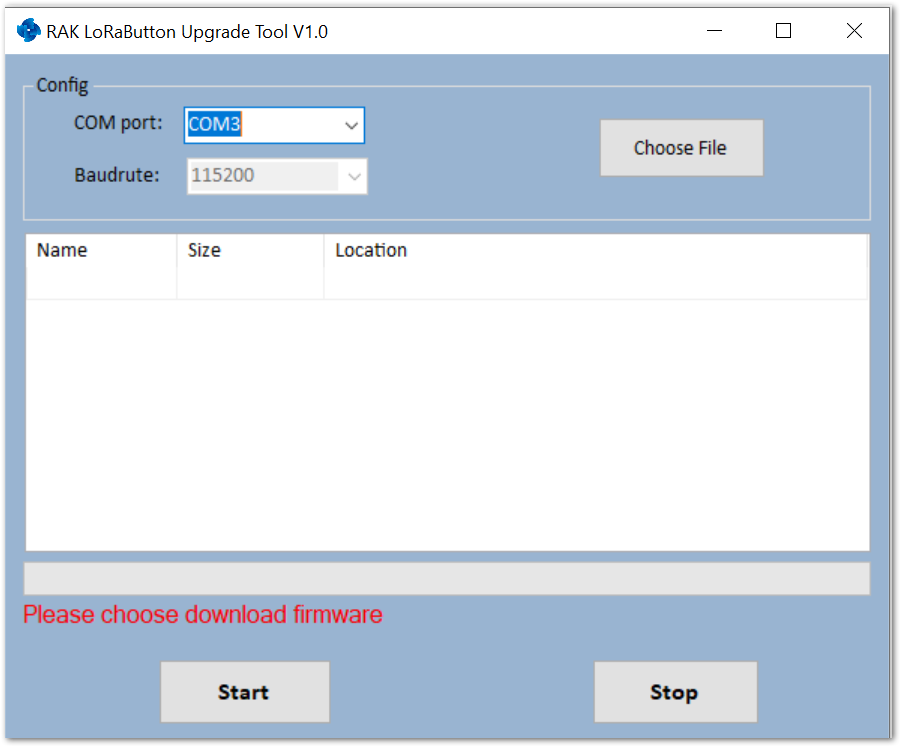 RAK LoRaButton Upgrade Tool V1.0
Config
COM port: COM3
Choose File
Baudrute: 115200
Name Size Location
Please choose download firmware
Start Stop